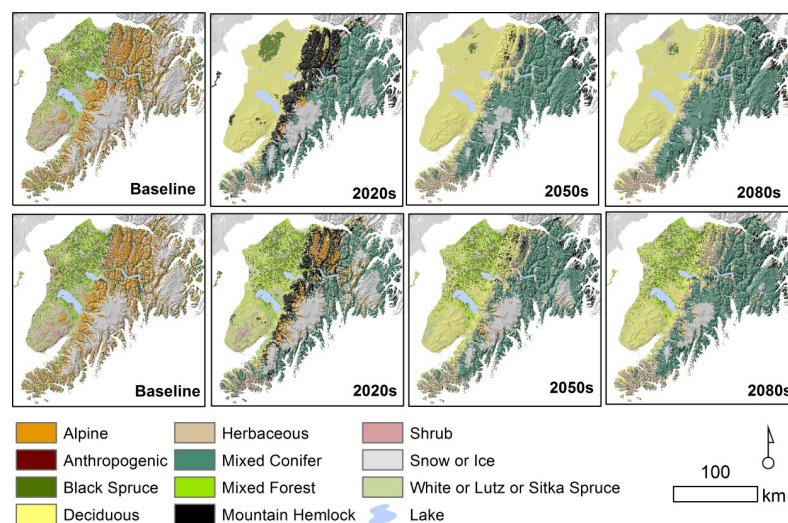 Baseline
2020s
2050s
2080s
Baseline
2020s
2050s
2080s
Alpine
Herbaceous
Shrub
Anthropogenic
Mixed Conifer
Snow or Ice
Black Spruce
Mixed Forest
White or Lutz or Sitka Spruce
Deciduous
Mountain Hemlock
Lake
100
km